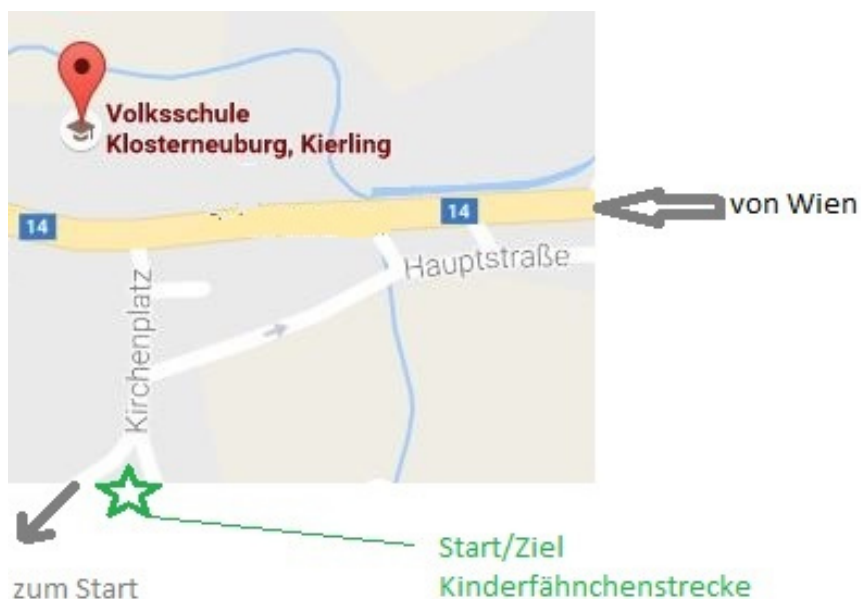 Volksschule
Klosterneuburg, Kierling
14
von Wien
14
Hauptstraße
Kirchenplatz
Start/Ziel
Kinderfähnchenstrecke
zum Start